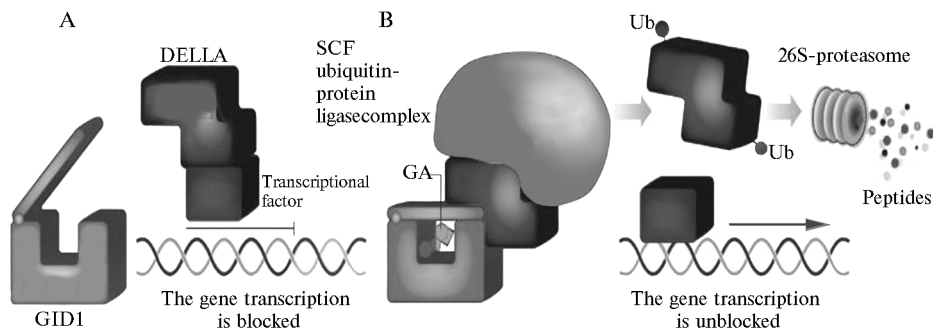 A
DELLA
Transcriptional
factor
GID1
The gene transcription
is blocked
B
SCF
ubiquitin-
protein
ligasecomplex
GA
Ub
Ub
26S-proteasome
Peptides
The gene transcription
is unblocked